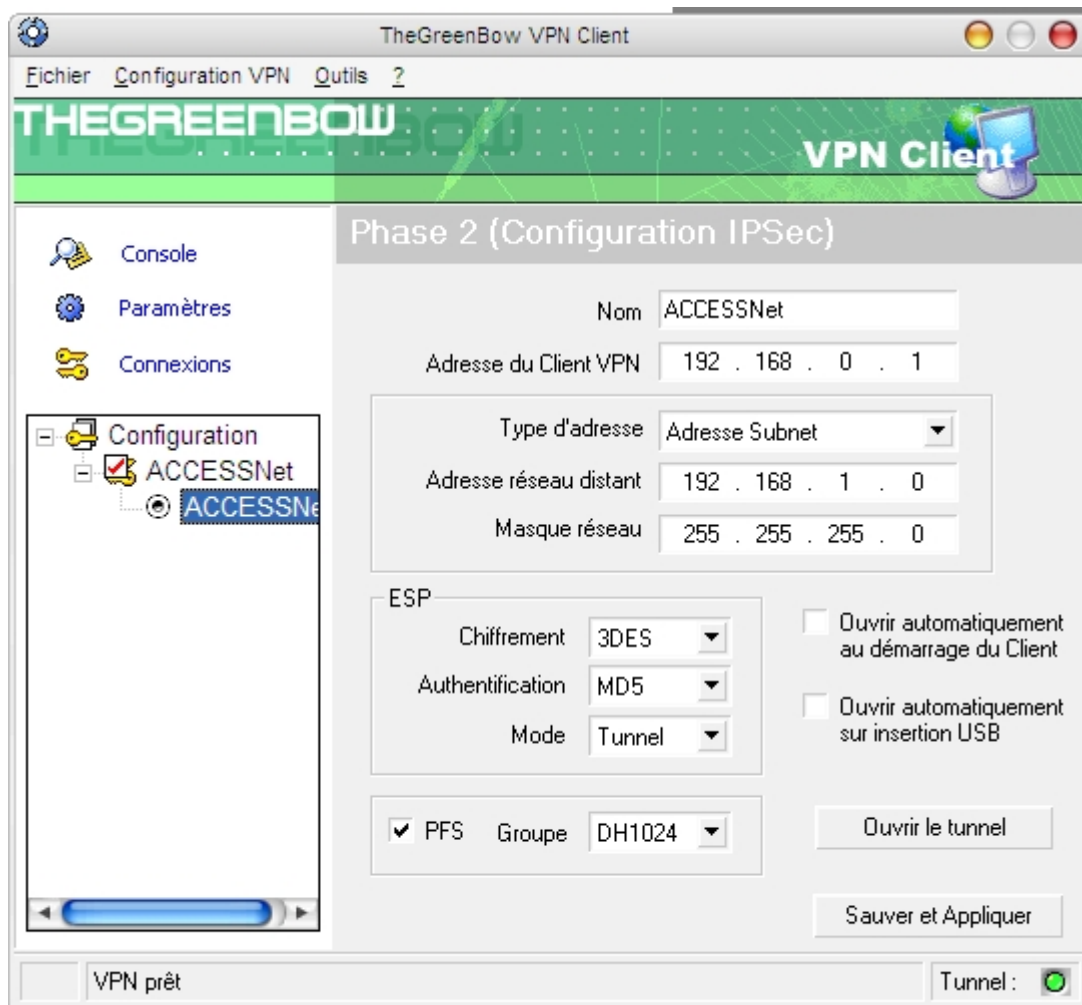 TheGreenBow VPN Client
Fichier Configuration VPN Outils ?
THEGREENBOW
VPN Client
Console
Paramètres
Connexions
Configuration
ACCESSNet
ACCESSNe
Phase 2 (Configuration IPSec)
Nom ACCESSNet
Adresse du Client VPN 192 . 168 . 0 . 1
Type d'adresse Adresse Subnet
Adresse réseau distant 192 . 168 . 1 . 0
Masque réseau 255 . 255 . 255 . 0
ESP
Chiffrement 3DES
Authentification MD5
Mode Tunnel
Ouvrir automatiquement
au démarrage du Client
Ouvrir automatiquement
sur insertion USB
PFS Groupe DH1024
Ouvrir le tunnel
Sauver et Appliquer
VPN prêt
Tunnel :